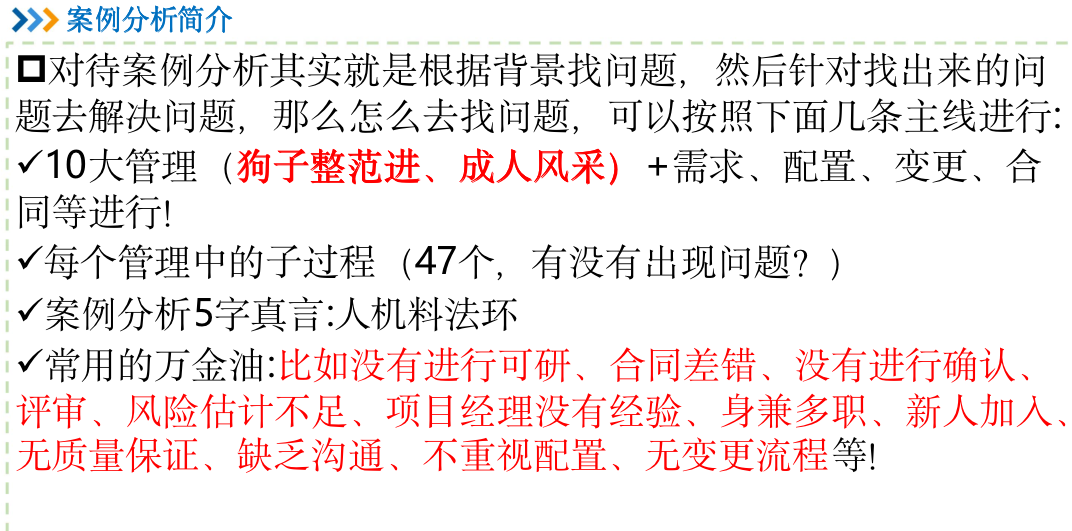 案例分析简介
对待案例分析其实就是根据背景找问题，然后针对找出来的问
题去解决问题，那么怎么去找问题，可以按照下面几条主线进行:
✓10大管理（狗子整范进、成人风采）+需求、配置、变更、合
同等进行!
✓每个管理中的子过程（47个，有没有出现问题？）
✓案例分析5字真言:人机料法环
✓常用的万金油:比如没有进行可研、合同差错、没有进行确认、
评审、风险估计不足、项目经理没有经验、身兼多职、新人加入、
无质量保证、缺乏沟通、不重视配置、无变更流程等!